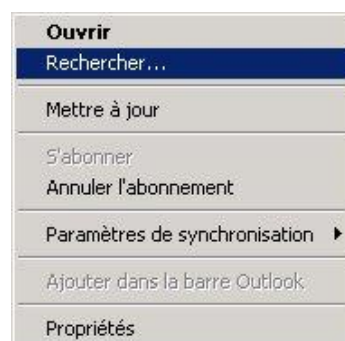 Ouvrir
Rechercher...
Mettre à jour
S'abonner
Annuler l'abonnement
Paramètres de synchronisation
Ajouter dans la barre Outlook
Propriétés